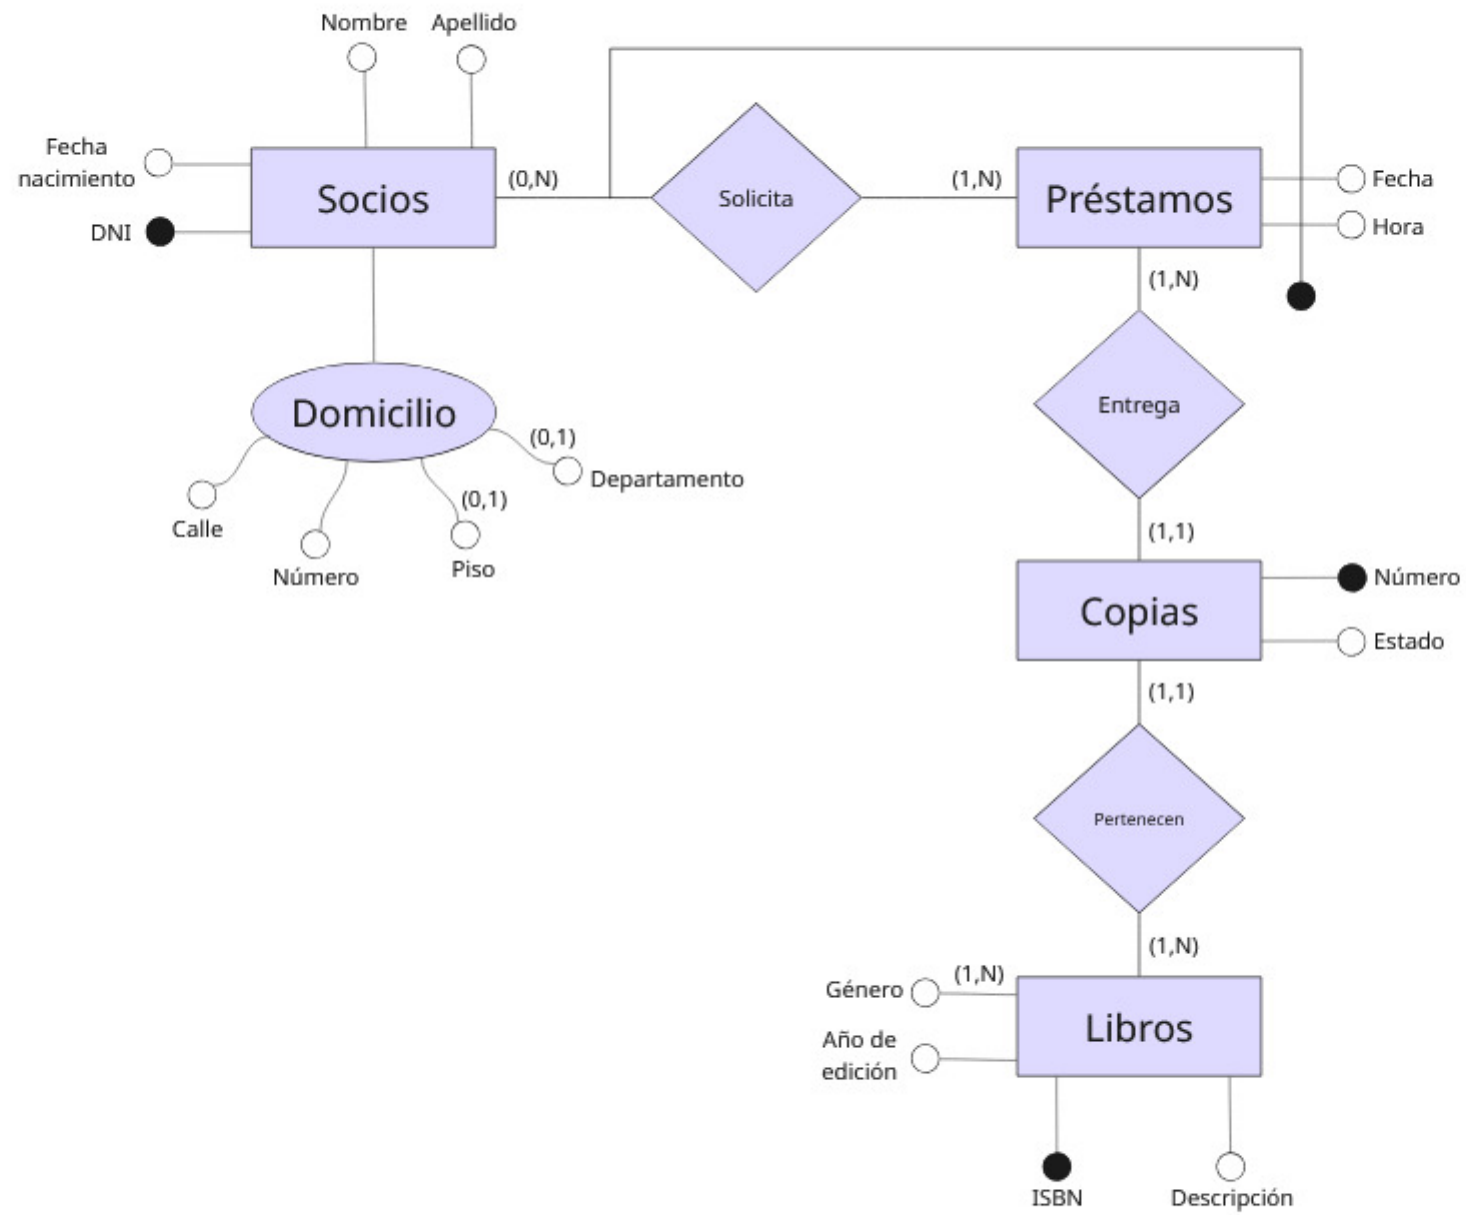 Nombre
Apellido
Fecha
nacimiento
DNI
Socios
(0,N)
Solicita
(1,N)
Préstamos
Fecha
Hora
(1,N)
Entrega
(1,1)
Domicilio
(0,1)
Departamento
(0,1)
Calle
Número
Piso
Copias
Número
Estado
(1,1)
Pertenecen
(1,N)
Género
(1,N)
Libros
Año de
edición
ISBN
Descripción